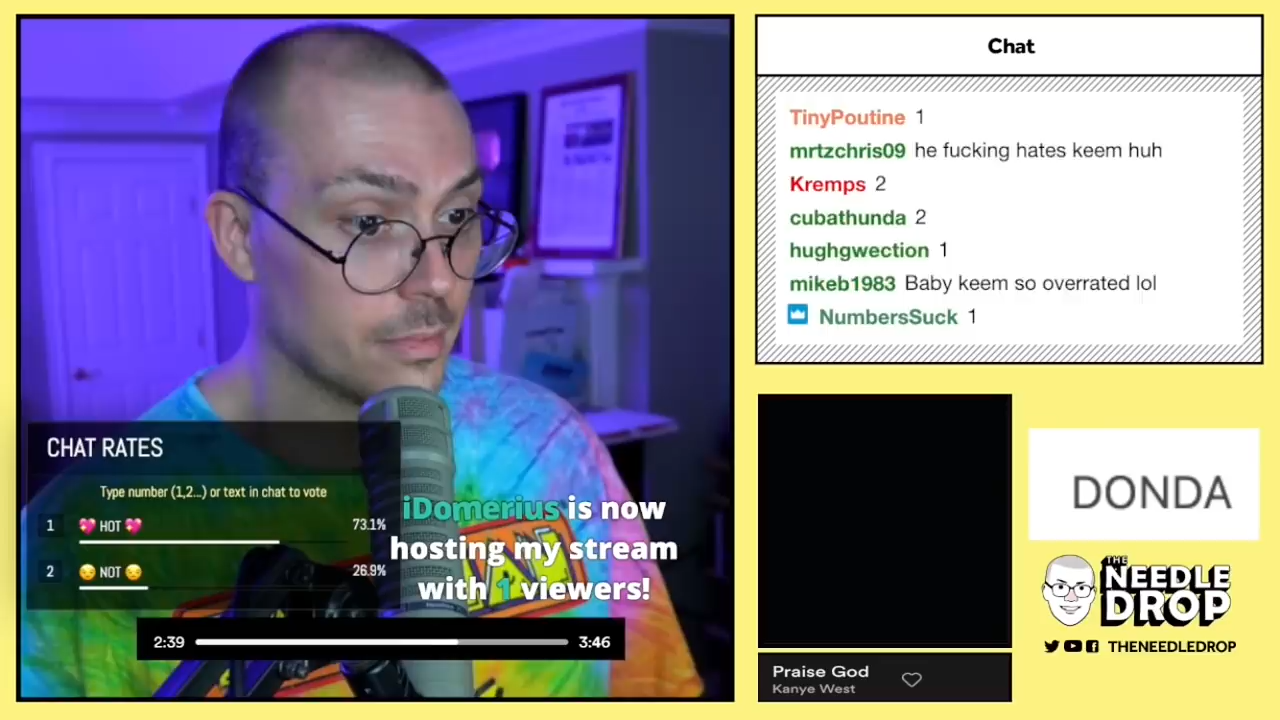 Chat
TinyPoutine 1
mrtzchris09 he fucking hates keem huh
Kremps 2
cubathunda 2
hughgwection 1
mikeb1983 Baby keem so overrated lol
NumbersSuck 1
CHAT RATES
Type number (1,2...) or text in chat to vote
1 💖 HOT 💖 73.1%
2 😒 NOT 😒 26.9%
iDomerius is now
hosting my stream
with 1 viewers!
2:39 3:46
DONDA
THE
NEEDLE
DROP
THENEEDLEDROP
Praise God
Kanye West